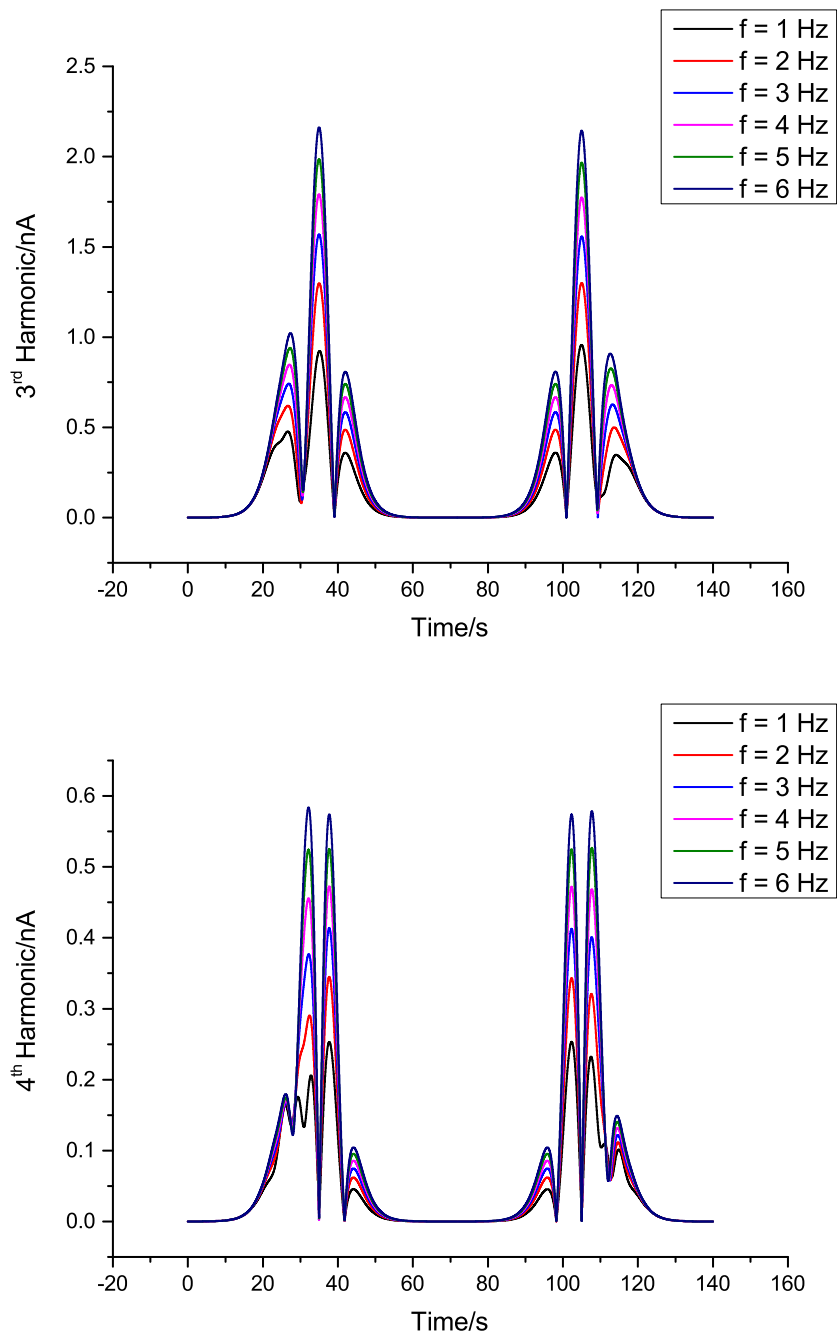 f = 1 Hz
f = 2 Hz
f = 3 Hz
f = 4 Hz
f = 5 Hz
f = 6 Hz
2.5
2.0
1.5
1.0
0.5
0.0
3rd Harmonic/nA
-20 0 20 40 60 80 100 120 140 160
Time/s
f = 1 Hz
f = 2 Hz
f = 3 Hz
f = 4 Hz
f = 5 Hz
f = 6 Hz
0.6
0.5
0.4
0.3
0.2
0.1
0.0
4th Harmonic/nA
-20 0 20 40 60 80 100 120 140 160
Time/s